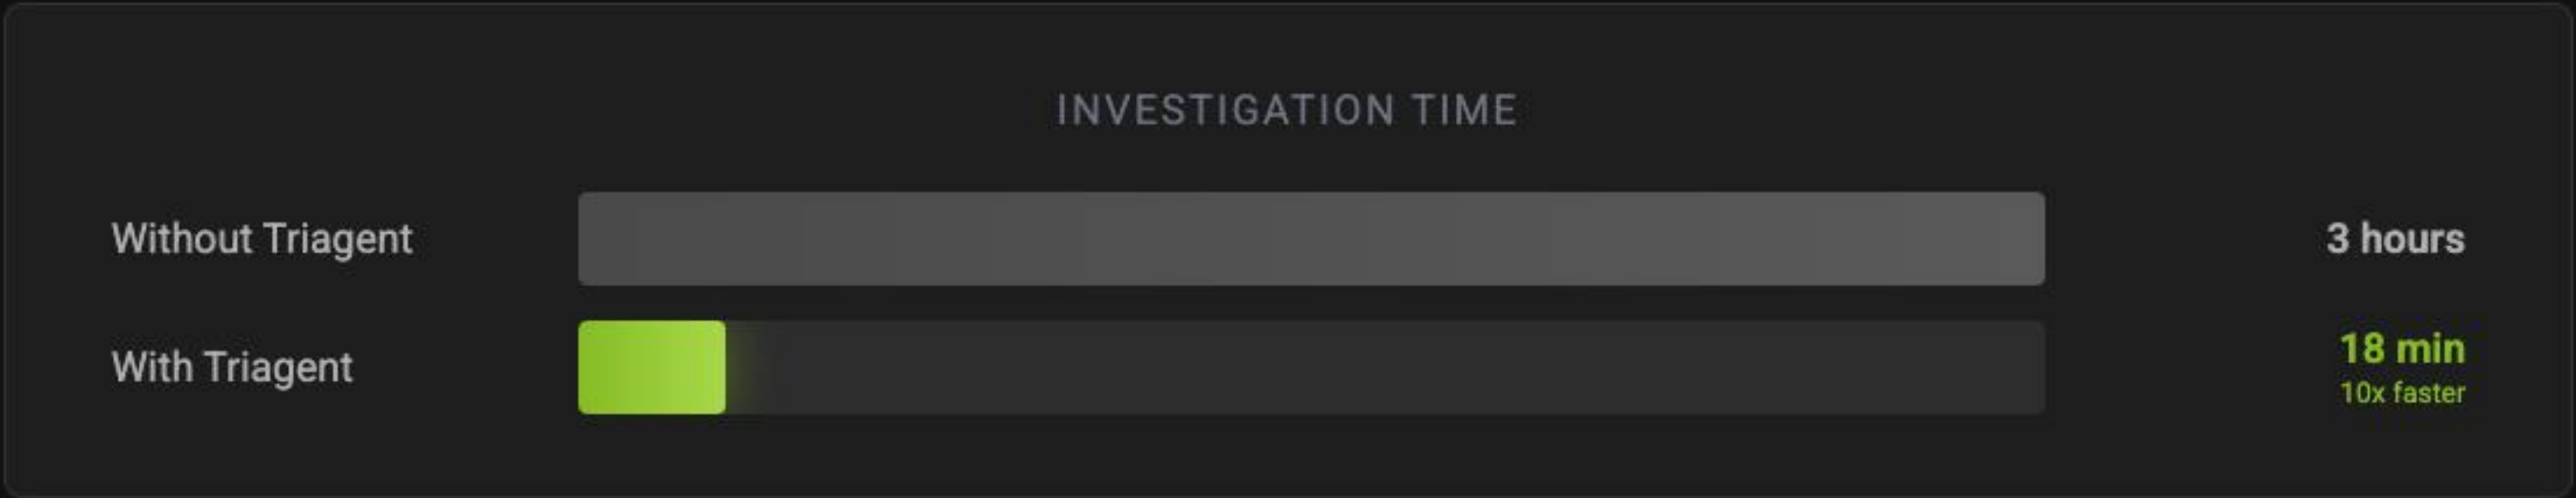 INVESTIGATION TIME
Without Triagent
3 hours
With Triagent
18 min
10x faster